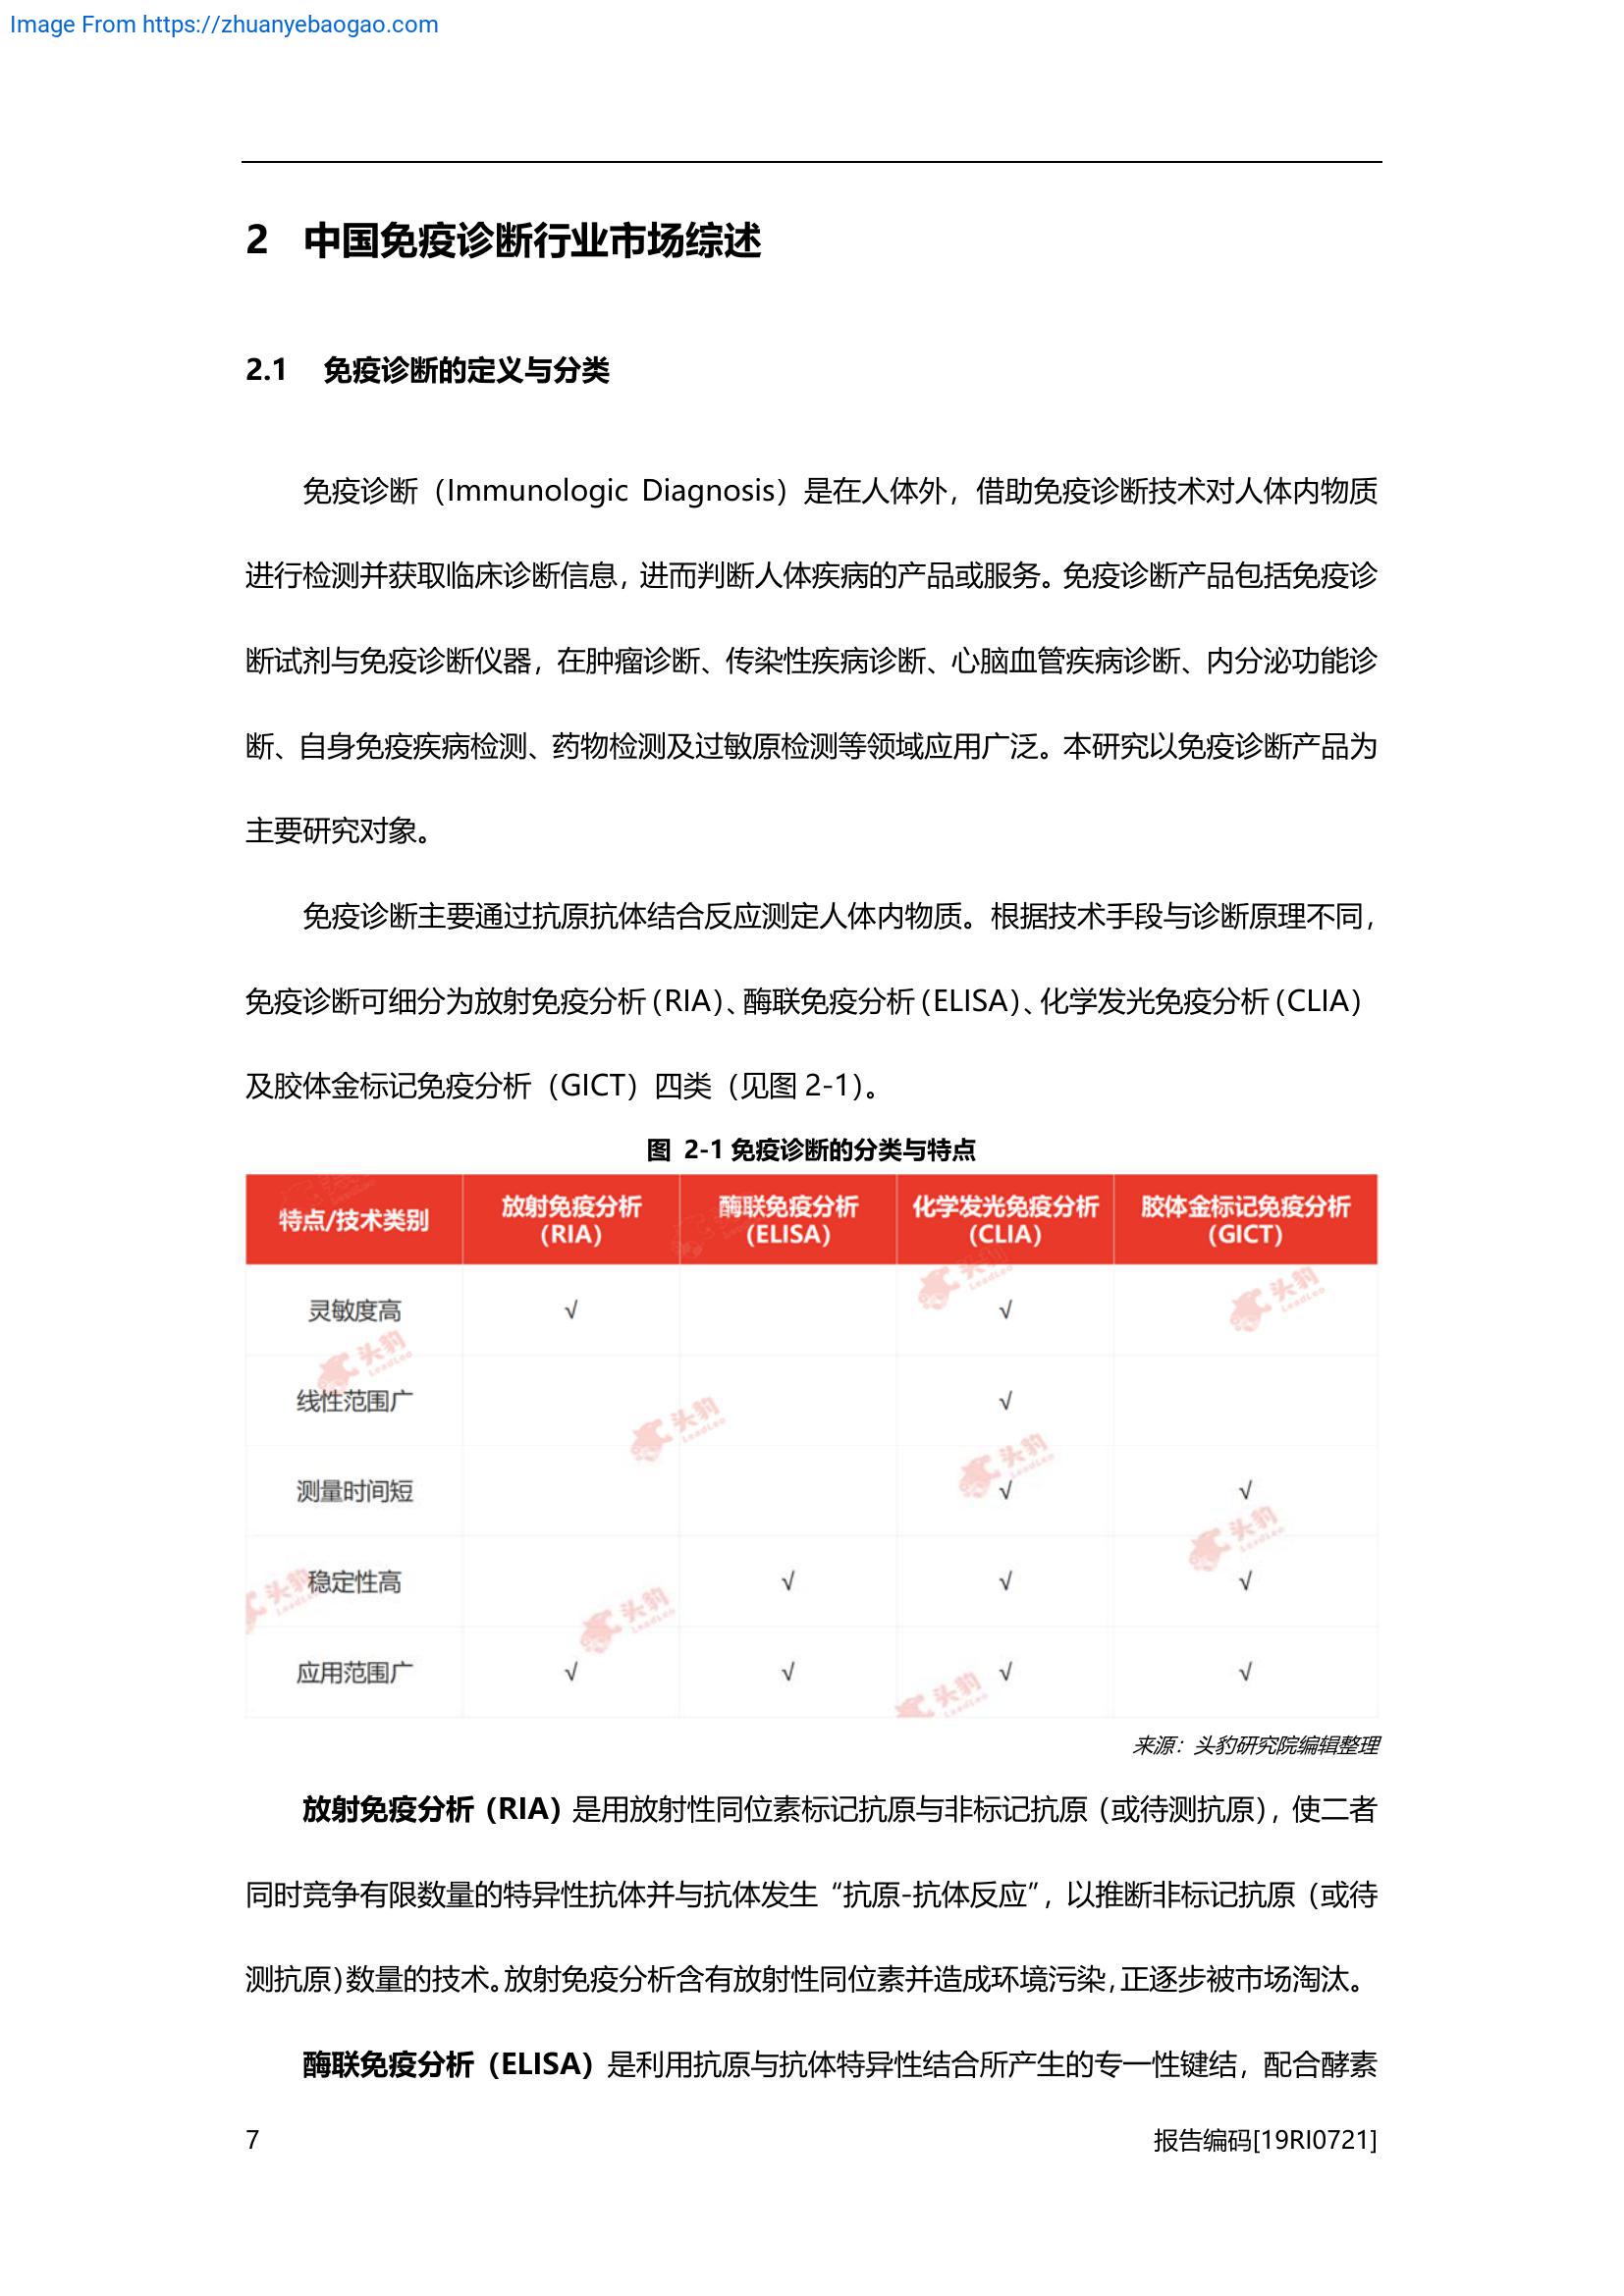 Image From https://zhuanyebaogao.com
2 中国免疫诊断行业市场综述
2.1 免疫诊断的定义与分类
免疫诊断（Immunologic Diagnosis）是在人体外，借助免疫诊断技术对人体内物质
进行检测并获取临床诊断信息，进而判断人体疾病的产品或服务。免疫诊断产品包括免疫诊
断试剂与免疫诊断仪器，在肿瘤诊断、传染性疾病诊断、心脑血管疾病诊断、内分泌功能诊
断、自身免疫疾病检测、药物检测及过敏原检测等领域应用广泛。本研究以免疫诊断产品为
主要研究对象。
免疫诊断主要通过抗原抗体结合反应测定人体内物质。根据技术手段与诊断原理不同，
免疫诊断可细分为放射免疫分析（RIA）、酶联免疫分析（ELISA）、化学发光免疫分析（CLIA）
及胶体金标记免疫分析（GICT）四类（见图 2-1）。
图 2-1 免疫诊断的分类与特点
特点/技术类别 放射免疫分析（RIA） 酶联免疫分析（ELISA） 化学发光免疫分析（CLIA） 胶体金标记免疫分析（GICT）
灵敏度高 √ √
线性范围广 √
测量时间短 √ √
稳定性高 √ √ √
应用范围广 √ √ √ √
头豹 LeadLeo
来源：头豹研究院编辑整理
放射免疫分析（RIA）是用放射性同位素标记抗原与非标记抗原（或待测抗原），使二者
同时竞争有限数量的特异性抗体并与抗体发生“抗原-抗体反应”，以推断非标记抗原（或待
测抗原）数量的技术。放射免疫分析含有放射性同位素并造成环境污染，正逐步被市场淘汰。
酶联免疫分析（ELISA）是利用抗原与抗体特异性结合所产生的专一性键结，配合酵素
7 报告编码[19RI0721]